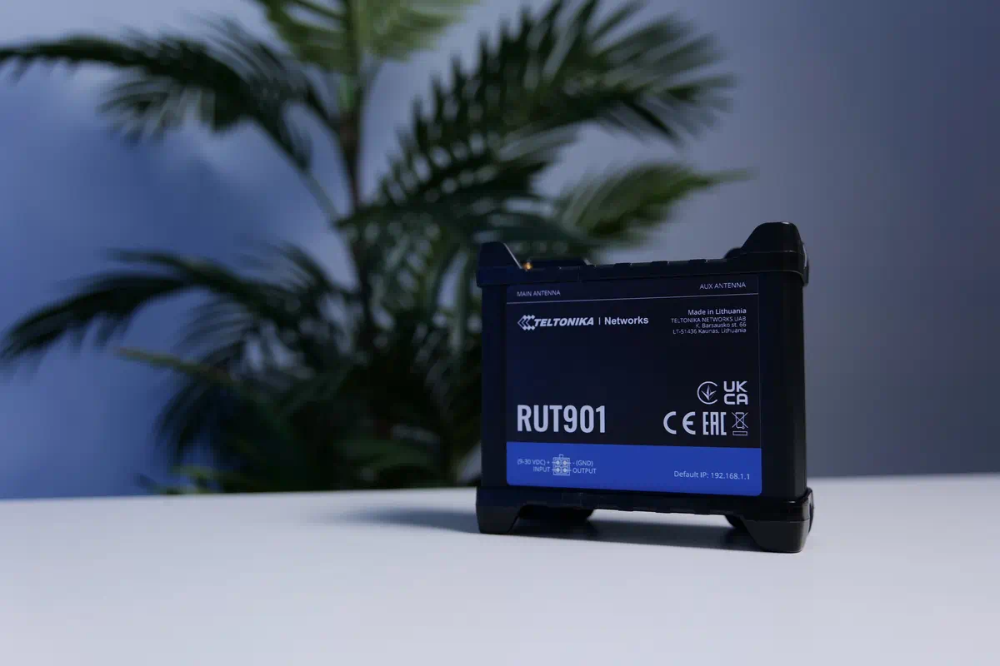 MAIN ANTENNA
AUX ANTENNA
TELTONIKA | Networks
Made in Lithuania
TELTONIKA NETWORKS UAB
K. Barsausko st. 66
LT-51436 Kaunas, Lithuania
UK
CA
RUT901
CE EAC
(9-30 VDC) + - (GND)
INPUT OUTPUT
Default IP: 192.168.1.1